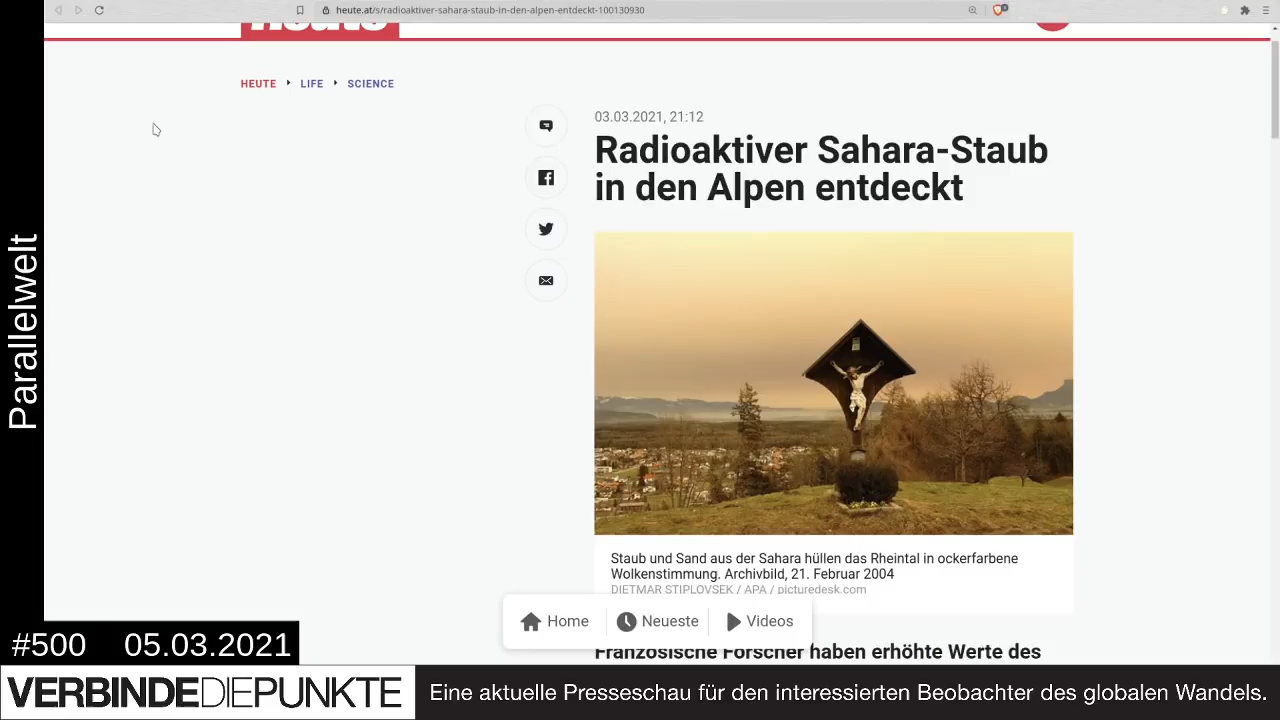 heute.at/s/radioaktiver-sahara-staub-in-den-alpen-entdeckt-100130930
heute
HEUTE LIFE SCIENCE
03.03.2021, 21:12
Radioaktiver Sahara-Staub
in den Alpen entdeckt
Staub und Sand aus der Sahara hüllen das Rheintal in ockerfarbene
Wolkenstimmung. Archivbild, 21. Februar 2004
DIETMAR STIPLOVSEK / APA / picturedesk.com
Home Neueste Videos
Französische Forscher haben erhöhte Werte des
Parallelwelt
#500 05.03.2021
VERBINDEDIEPUNKTE
Eine aktuelle Presseschau für den interessierten Beobachter des globalen Wandels.